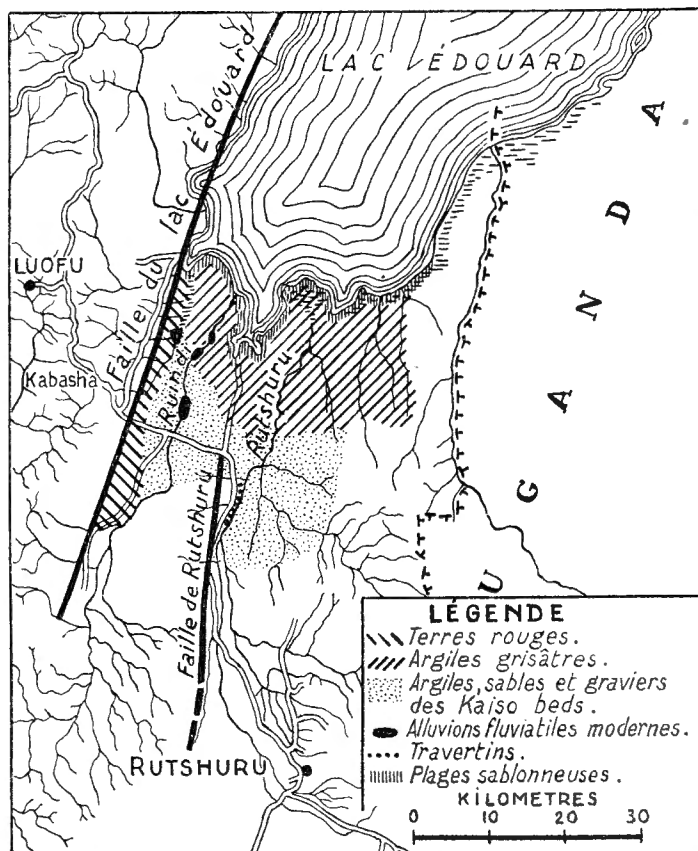 LAC ÉDOUARD
Faille du lac Édouard
UGANDA
LUOFU
Kabasha
Ruindi
Rutshuru
Faille de Rutshuru
RUTSHURU
LÉGENDE
Terres rouges.
Argiles grisâtres.
Argiles, sables et graviers
des Kaiso beds.
Alluvions fluviatiles modernes.
Travertins.
Plages sablonneuses.
KILOMETRES
0 10 20 30